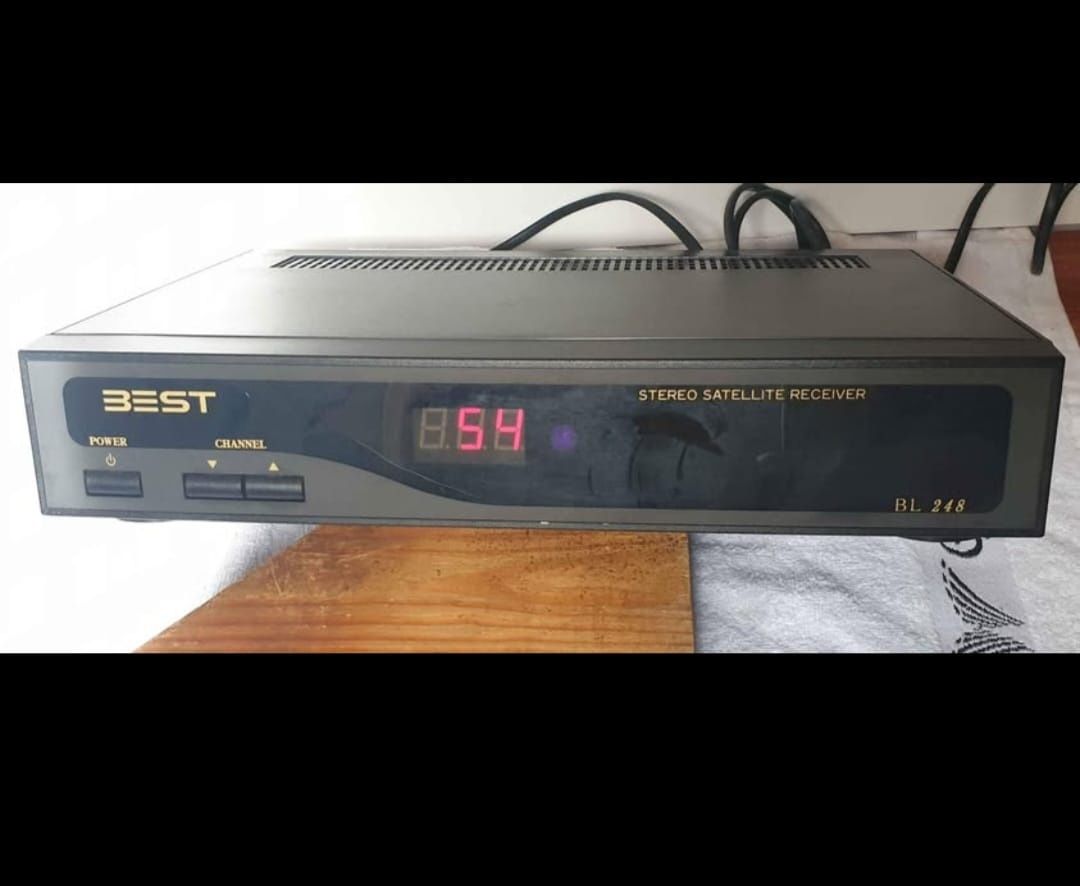 BEST
STEREO SATELLITE RECEIVER
POWER
CHANNEL
54
BL 248